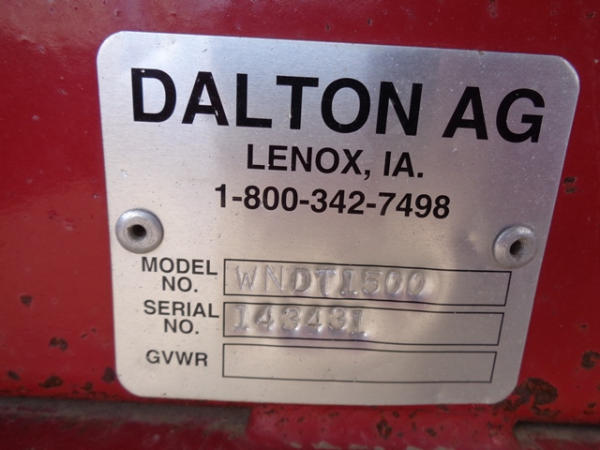 DALTON AG
LENOX, IA.
1-800-342-7498
MODEL NO. WNDT1500
SERIAL NO. 143431
GVWR